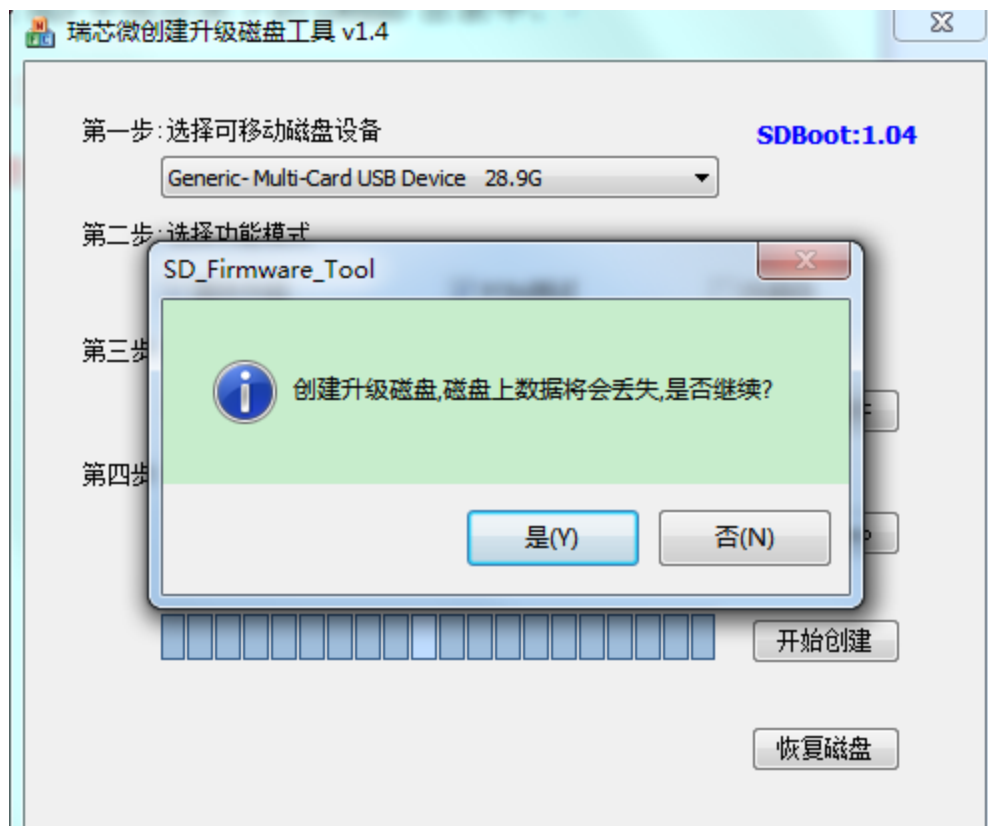 瑞芯微创建升级磁盘工具 v1.4
第一步:选择可移动磁盘设备
SDBoot:1.04
Generic- Multi-Card USB Device 28.9G
第二步:选择功能模式
SD_Firmware_Tool
第三步
创建升级磁盘,磁盘上数据将会丢失,是否继续?
第四步
是(Y)
否(N)
开始创建
恢复磁盘